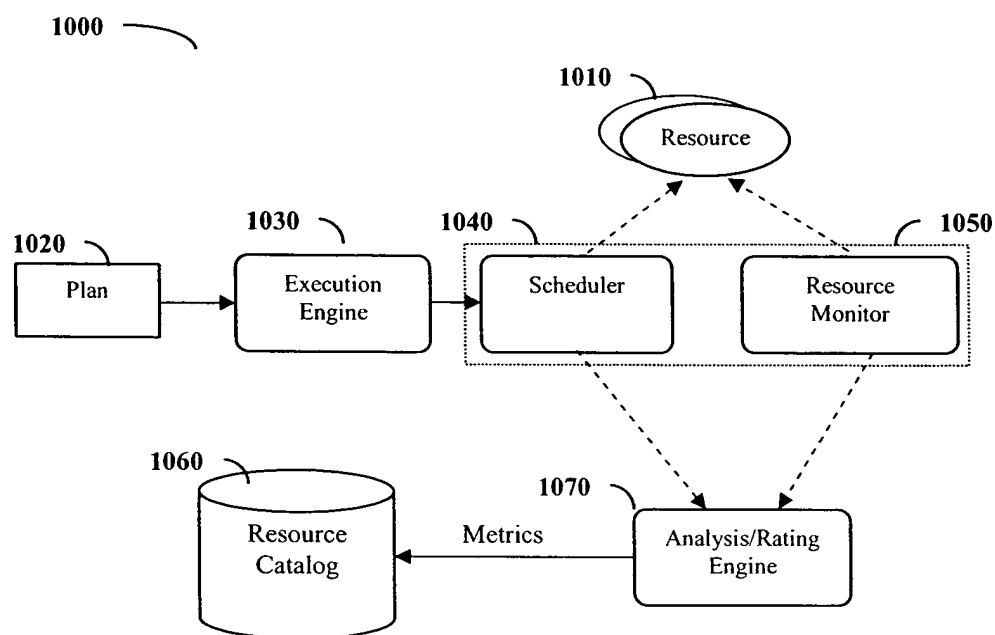 1000
1010
Resource
1040
1050
1030
1020
Plan
Execution
Engine
Scheduler
Resource
Monitor
1060
1070
Resource
Catalog
Metrics
Analysis/Rating
Engine